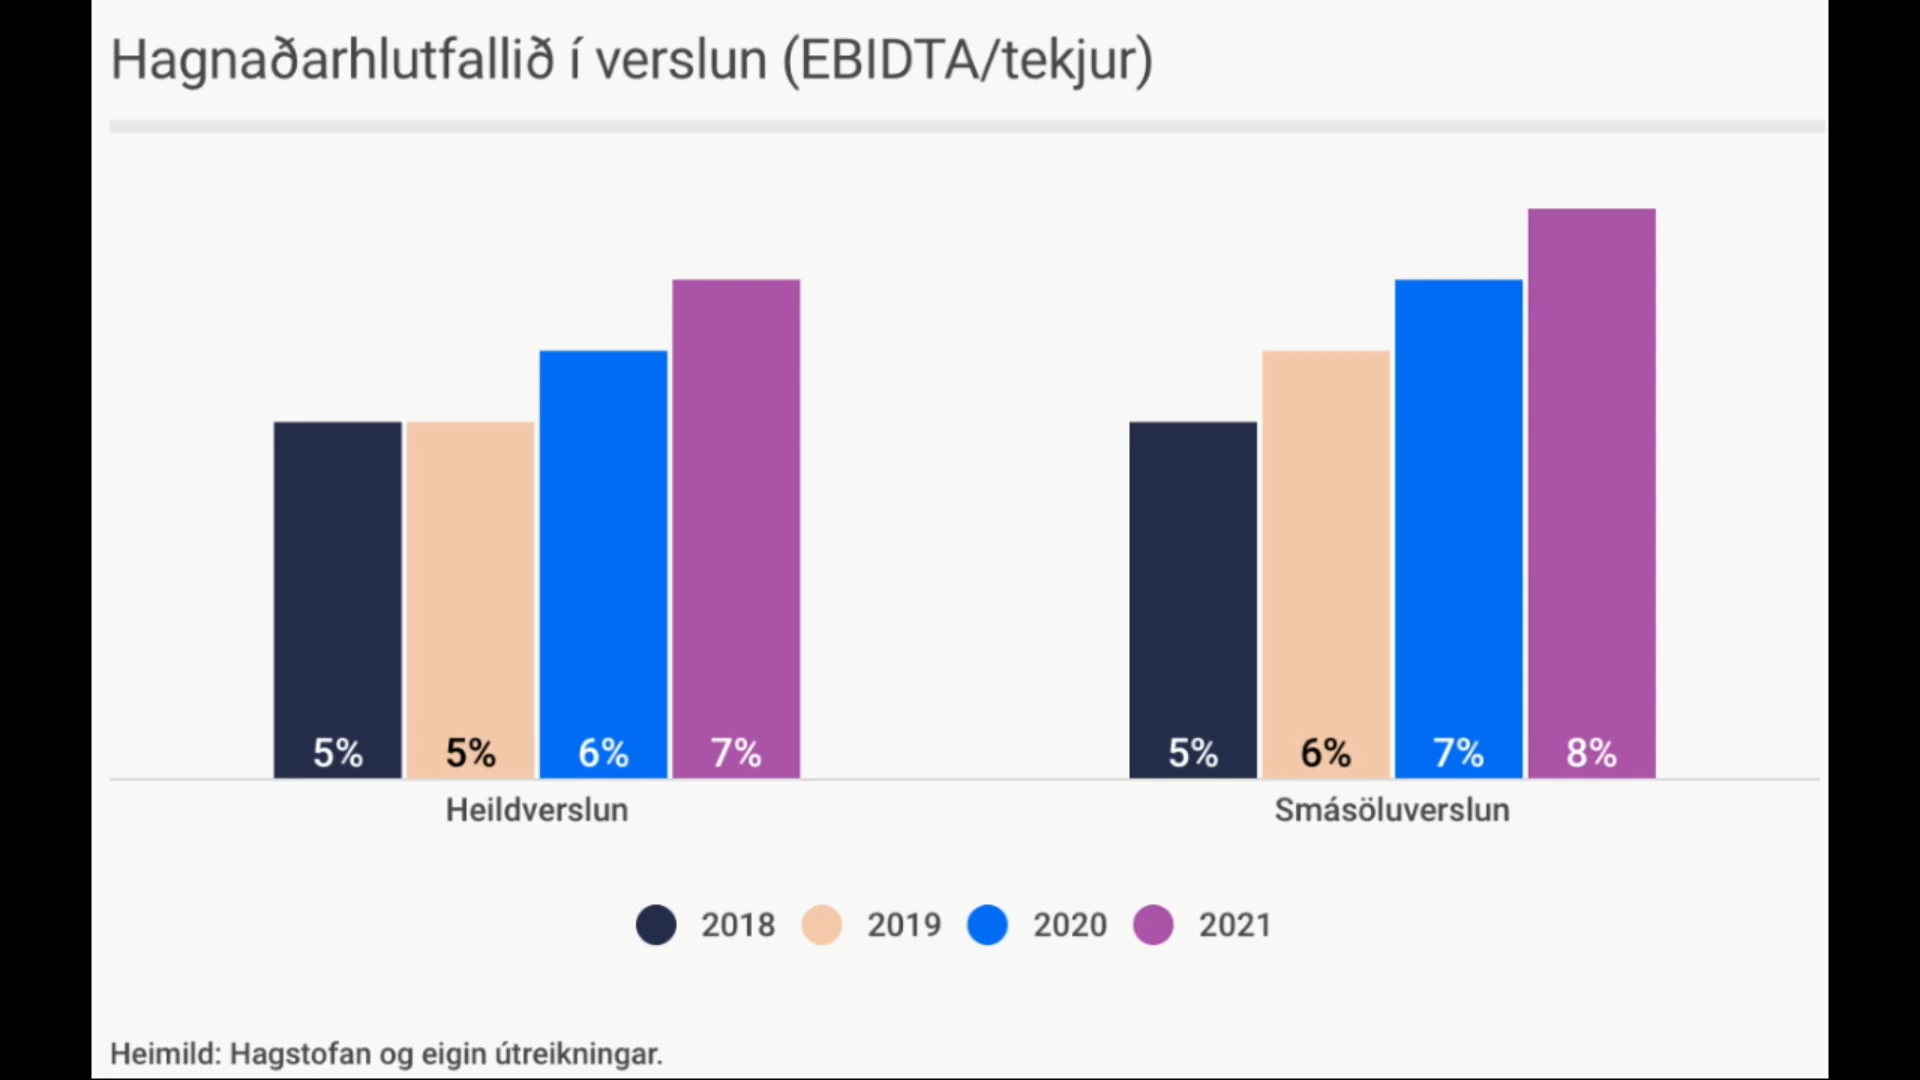 Hagnaðarhlutfallið í verslun (EBIDTA/tekjur)
5% 5% 6% 7% 5% 6% 7% 8%
Heildverslun Smásöluverslun
2018 2019 2020 2021
Heimild: Hagstofan og eigin útreikningar.